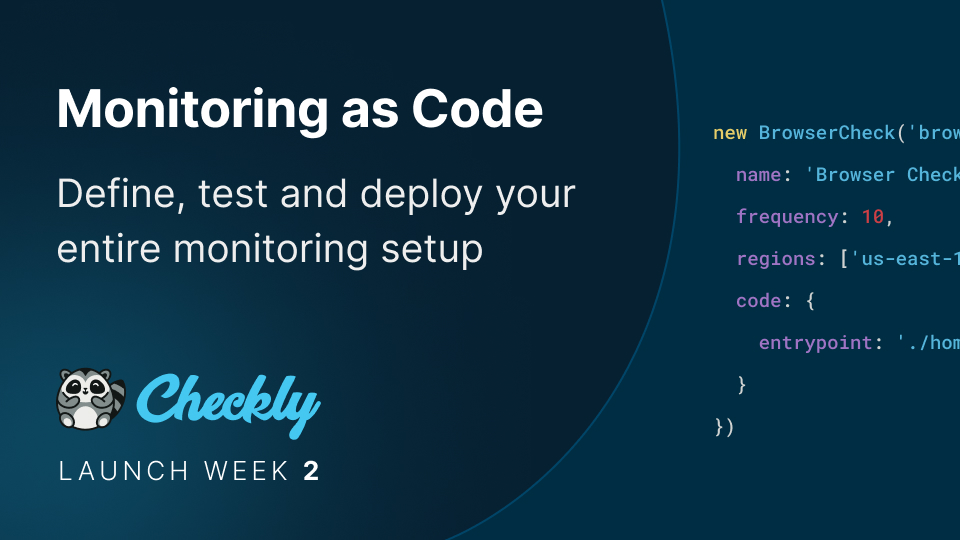 Monitoring as Code
Define, test and deploy your
entire monitoring setup
Checkly
LAUNCH WEEK 2
new BrowserCheck('brow
name: 'Browser Check
frequency: 10,
regions: ['us-east-1
code: {
entrypoint: './hom
}
})